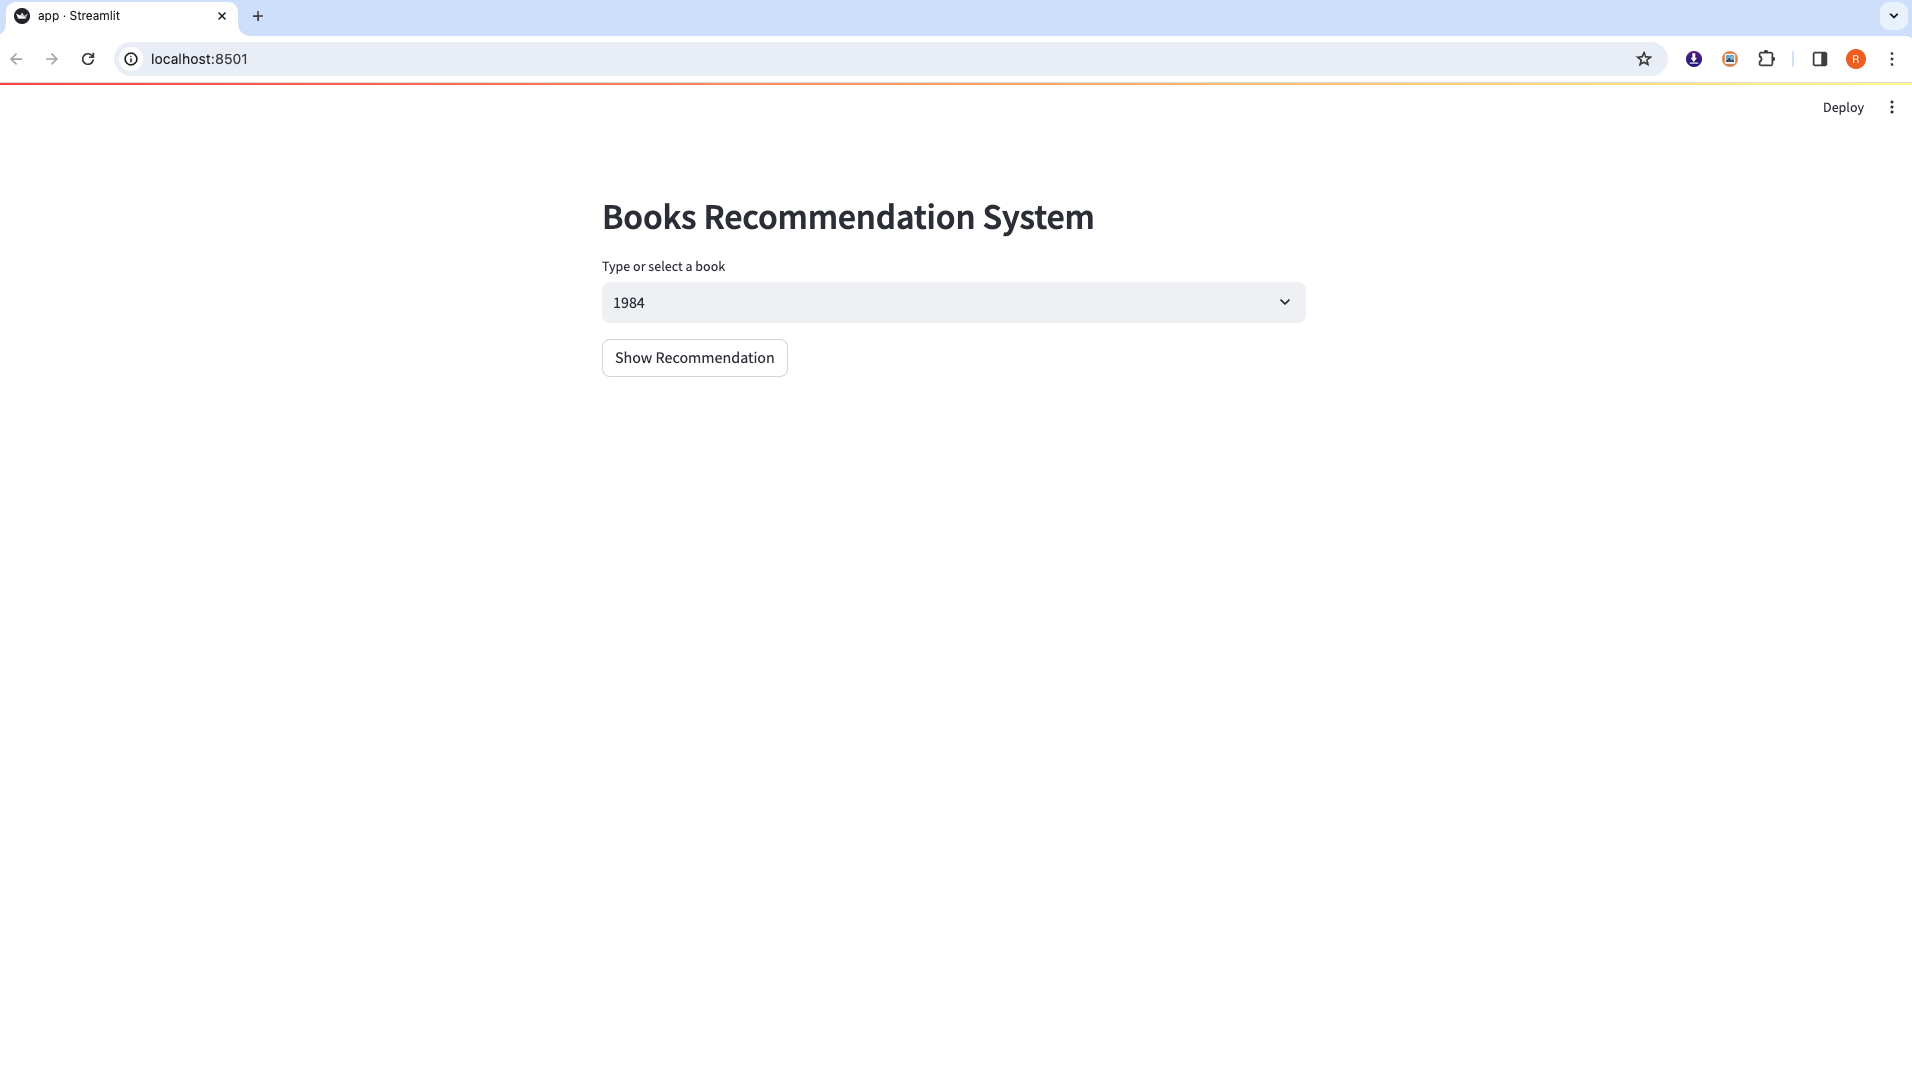 app · Streamlit
localhost:8501
R
Deploy
Books Recommendation System
Type or select a book
1984
Show Recommendation